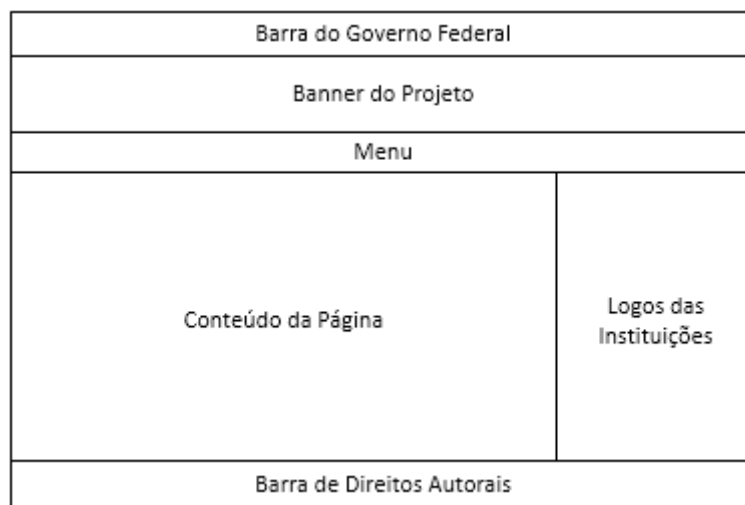 Barra do Governo Federal
Banner do Projeto
Menu
Conteúdo da Página
Logos das
Instituições
Barra de Direitos Autorais